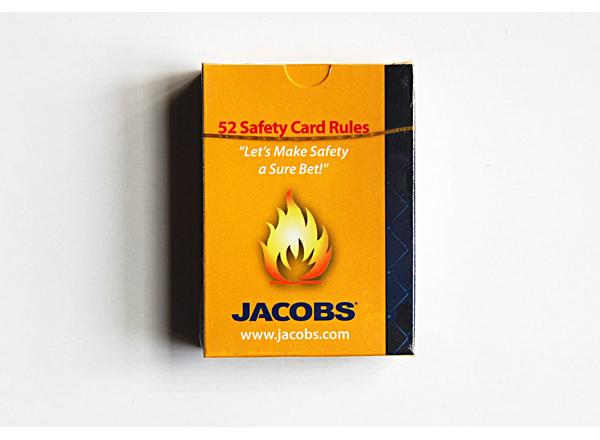 52 Safety Card Rules
“Let’s Make Safety
a Sure Bet!”
JACOBS®
www.jacobs.com